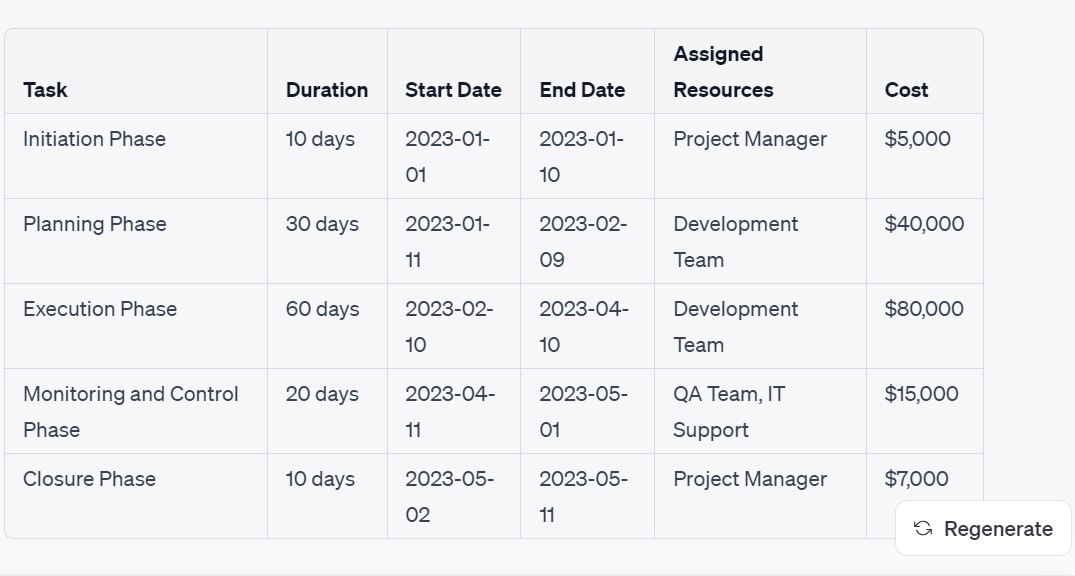 Task Duration Start Date End Date Assigned Resources Cost
Initiation Phase 10 days 2023-01-01 2023-01-10 Project Manager $5,000
Planning Phase 30 days 2023-01-11 2023-02-09 Development Team $40,000
Execution Phase 60 days 2023-02-10 2023-04-10 Development Team $80,000
Monitoring and Control Phase 20 days 2023-04-11 2023-05-01 QA Team, IT Support $15,000
Closure Phase 10 days 2023-05-02 2023-05-11 Project Manager $7,000
Regenerate